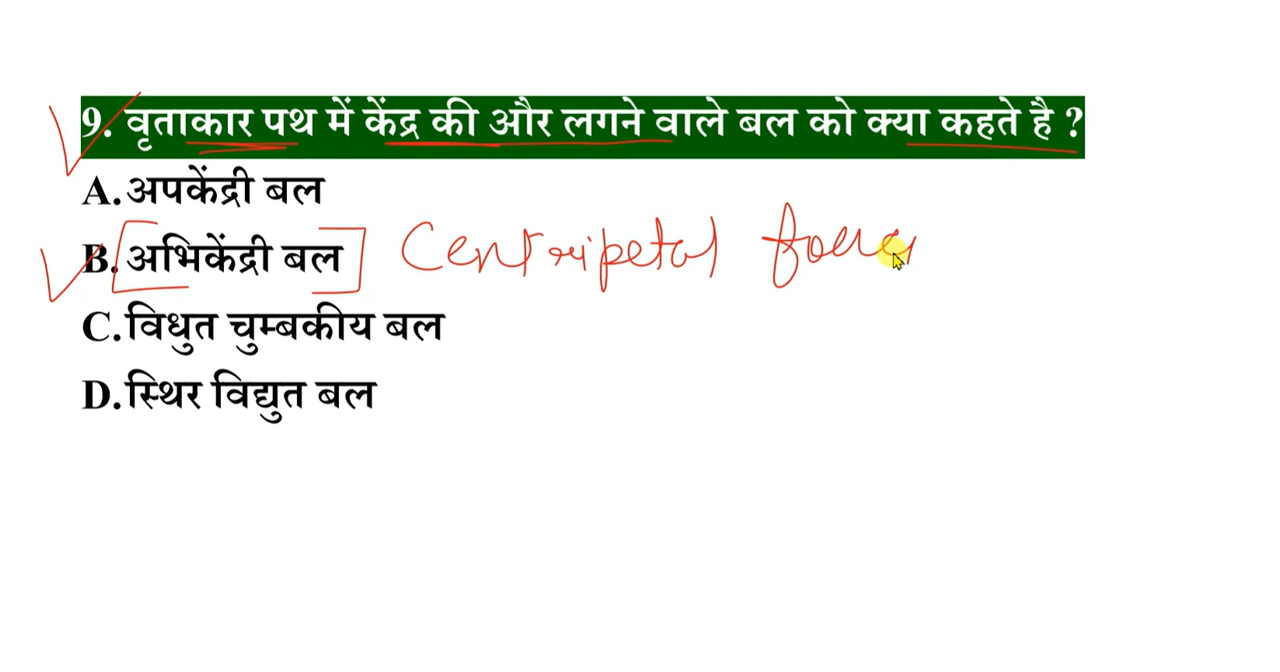 9. वृताकार पथ में केंद्र की और लगने वाले बल को क्या कहते है ?
A.अपकेंद्री बल
B.अभिकेंद्री बल Centripetal force
C.विधुत चुम्बकीय बल
D.स्थिर विद्युत बल